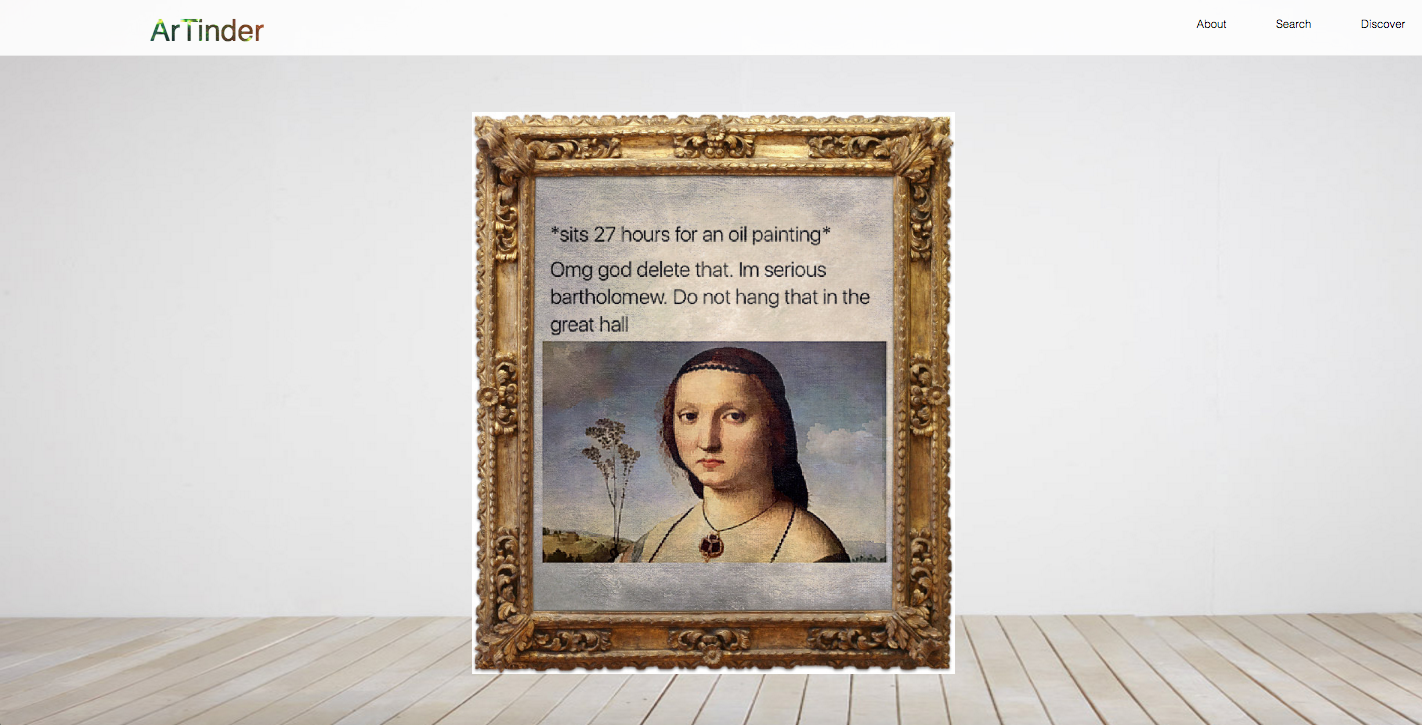 ArTinder
About Search Discover
*sits 27 hours for an oil painting*
Omg god delete that. Im serious
bartholomew. Do not hang that in the
great hall